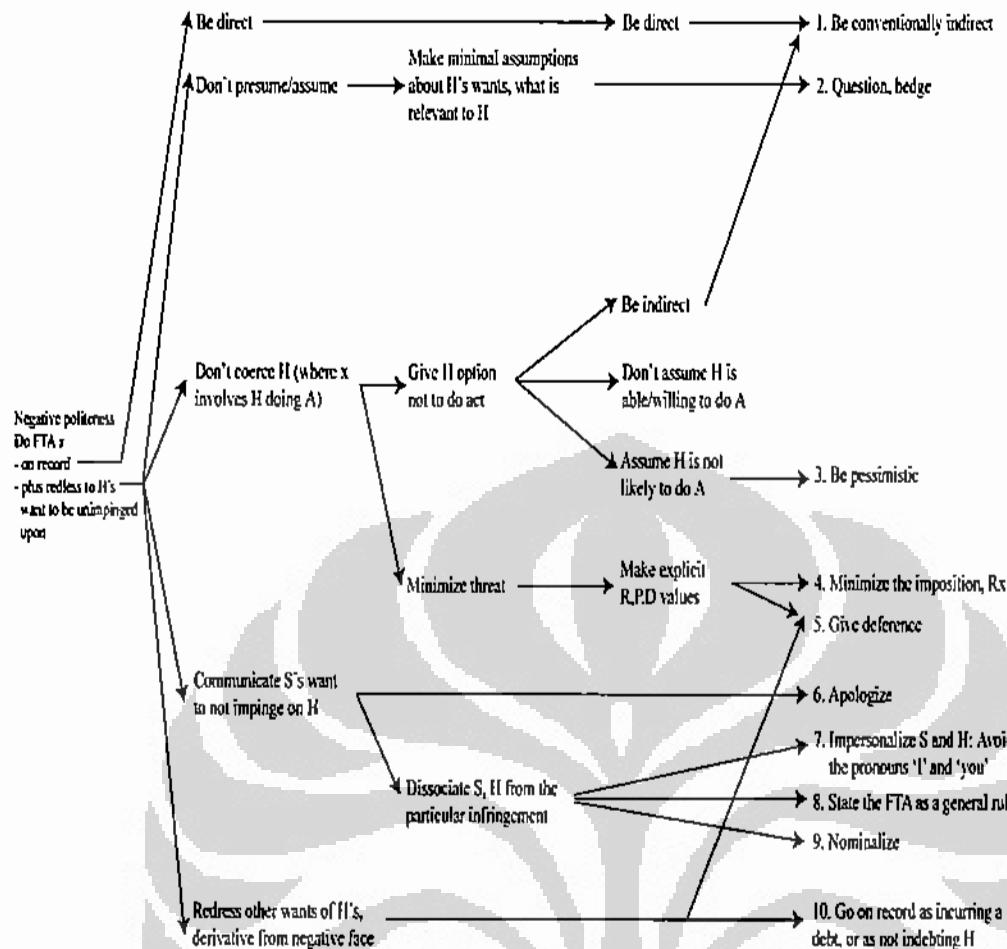 Be direct
Be direct
1. Be conventionally indirect
Don't presume/assume
Make minimal assumptions
about H's wants, what is
relevant to H
2. Question, hedge
Be indirect
Don't coerce H (where x
involves H doing A)
Give H option
not to do act
Don't assume H is
able/willing to do A
Negative politeness
Do FTA x
- on record
- plus redless to H's
want to be unimpinged
upon
Assume H is not
likely to do A
3. Be pessimistic
Minimize threat
Make explicit
R,P,D values
4. Minimize the imposition, Rx
5. Give deference
Communicate S's want
to not impinge on H
6. Apologize
Dissociate S, H from the
particular infringement
7. Impersonalize S and H: Avoi
the pronouns 'I' and 'you'
8. State the FTA as a general rul
9. Nominalize
Redress other wants of H's,
derivative from negative face
10. Go on record as incurring a
debt, or as not indebting H